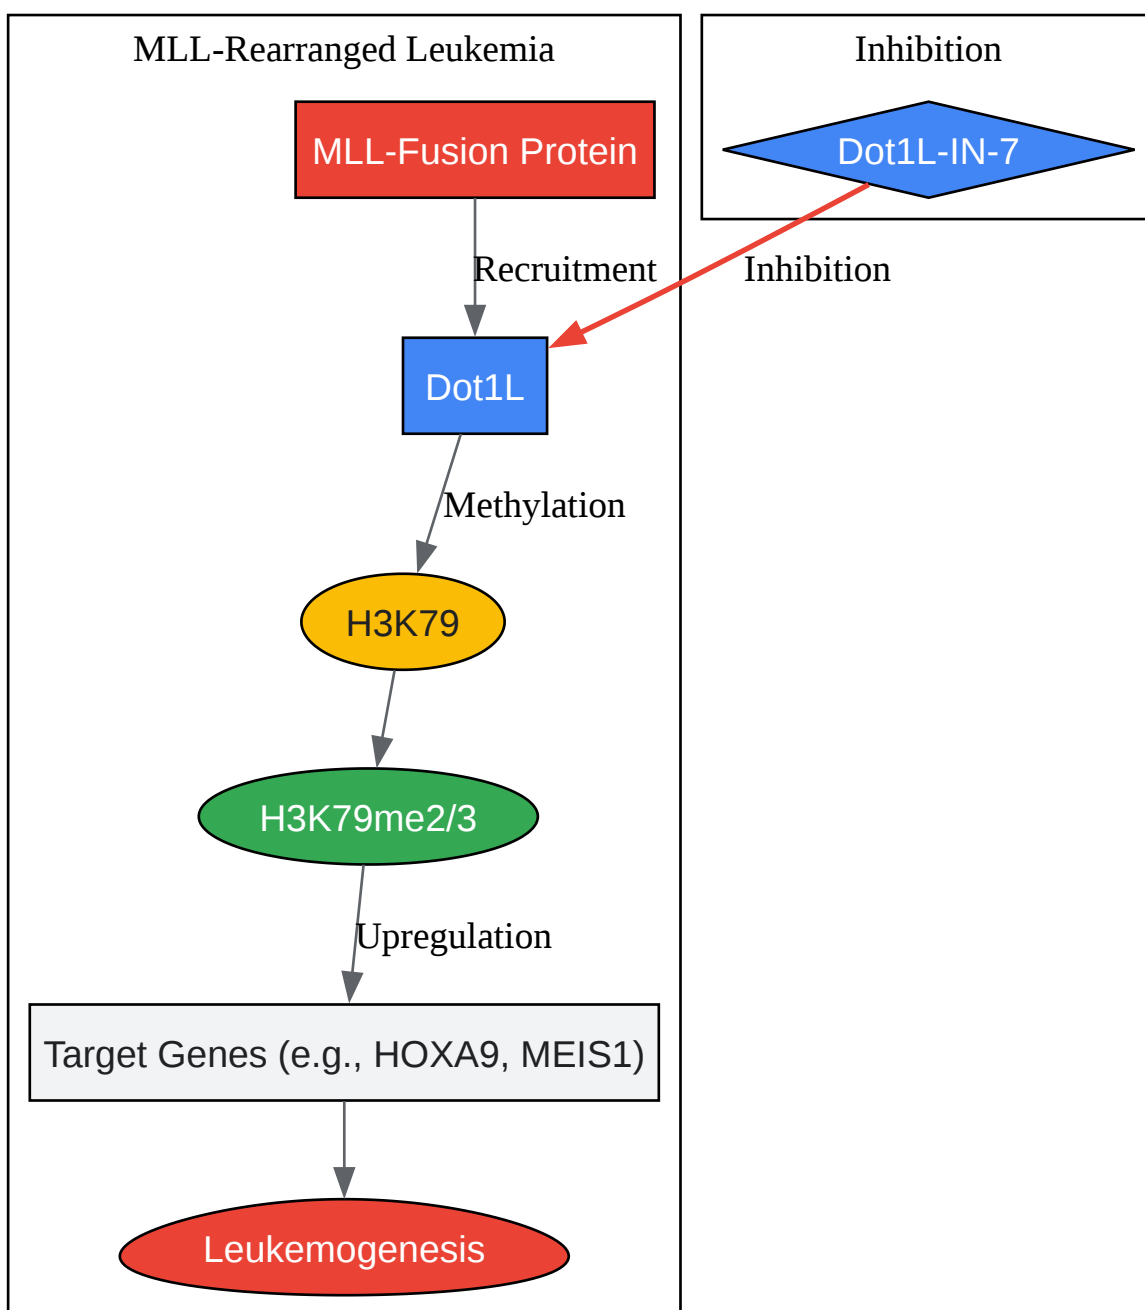 MLL-Rearranged Leukemia
Inhibition
MLL-Fusion Protein
Dot1L-IN-7
Recruitment
Inhibition
Dot1L
Methylation
H3K79
H3K79me2/3
Upregulation
Target Genes (e.g., HOXA9, MEIS1)
Leukemogenesis